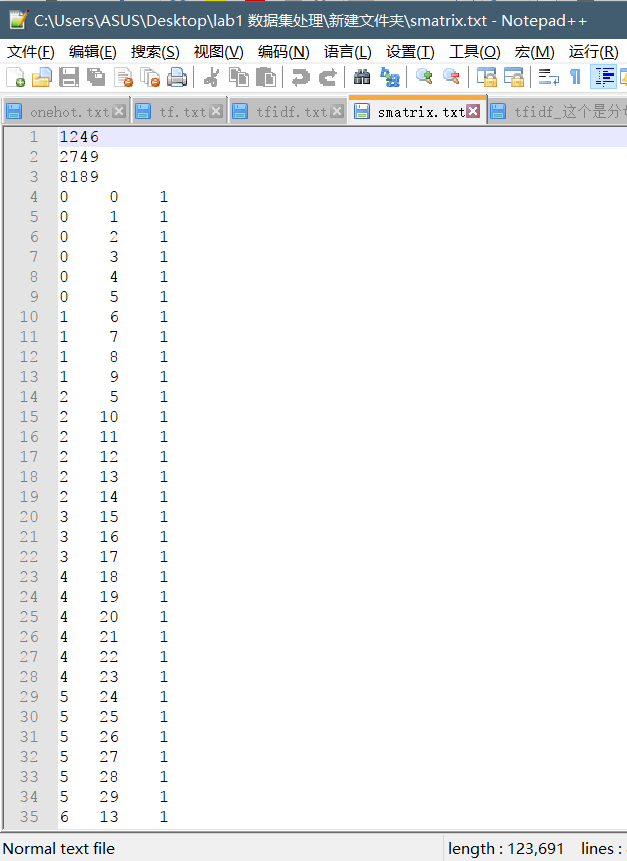 C:\Users\ASUS\Desktop\lab1 数据集处理\新建文件夹\smatrix.txt - Notepad++
文件(F) 编辑(E) 搜索(S) 视图(V) 编码(N) 语言(L) 设置(T) 工具(O) 宏(M) 运行(R)
onehot.txt tf.txt tfidf.txt smatrix.txt tfidf_这个是分
1 1246
2 2749
3 8189
4 0 0 1
5 0 1 1
6 0 2 1
7 0 3 1
8 0 4 1
9 0 5 1
10 1 6 1
11 1 7 1
12 1 8 1
13 1 9 1
14 2 5 1
15 2 10 1
16 2 11 1
17 2 12 1
18 2 13 1
19 2 14 1
20 3 15 1
21 3 16 1
22 3 17 1
23 4 18 1
24 4 19 1
25 4 20 1
26 4 21 1
27 4 22 1
28 4 23 1
29 5 24 1
30 5 25 1
31 5 26 1
32 5 27 1
33 5 28 1
34 5 29 1
35 6 13 1
Normal text file length : 123,691 lines :